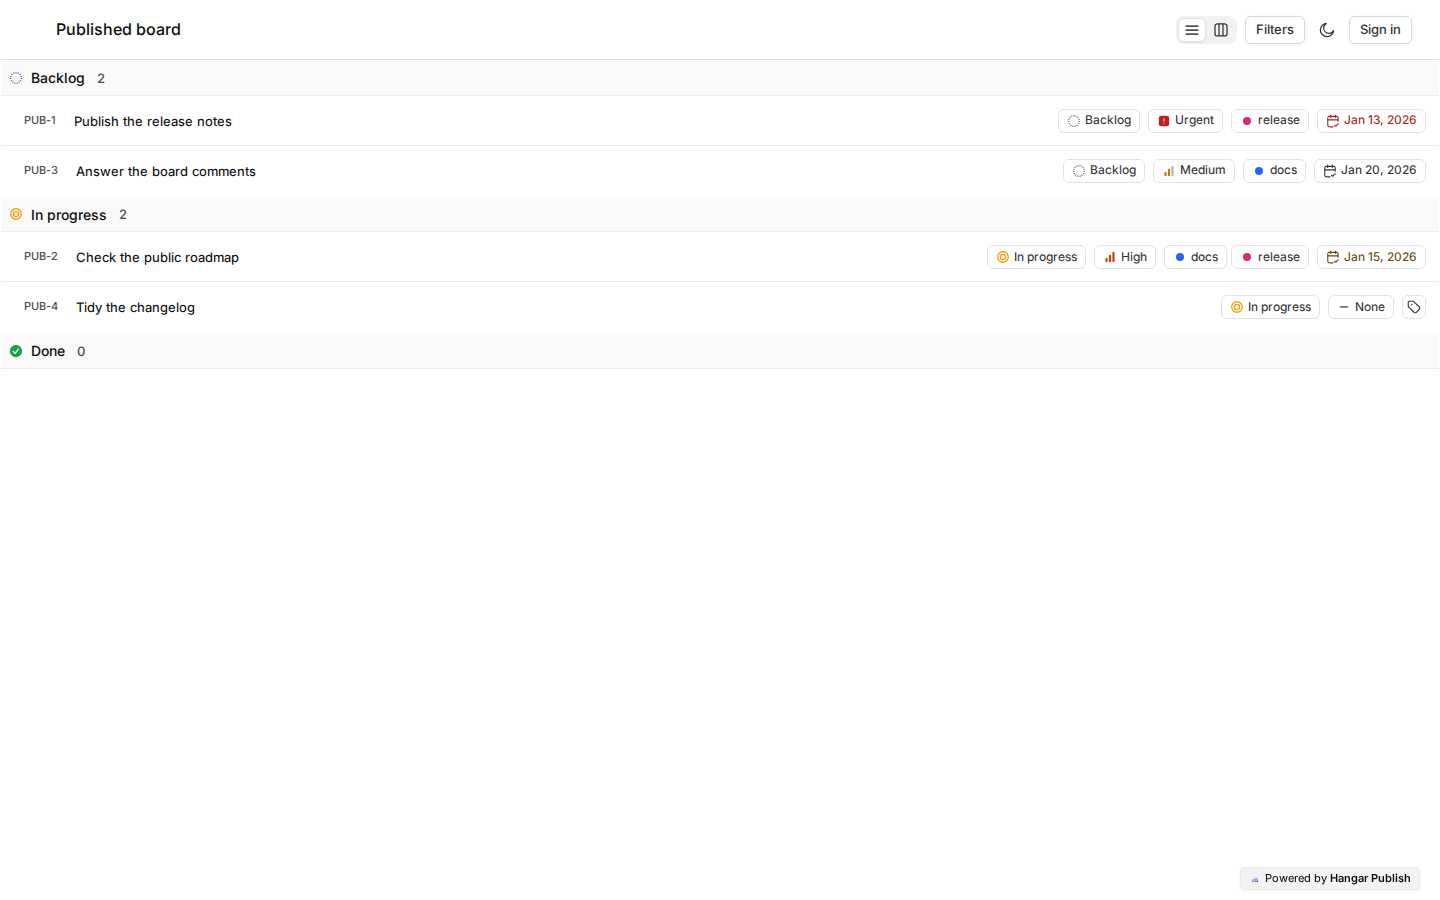 Published board
Filters
Sign in
Backlog 2
PUB-1 Publish the release notes Backlog Urgent release Jan 13, 2026
PUB-3 Answer the board comments Backlog Medium docs Jan 20, 2026
In progress 2
PUB-2 Check the public roadmap In progress High docs release Jan 15, 2026
PUB-4 Tidy the changelog In progress None
Done 0
Powered by Hangar Publish